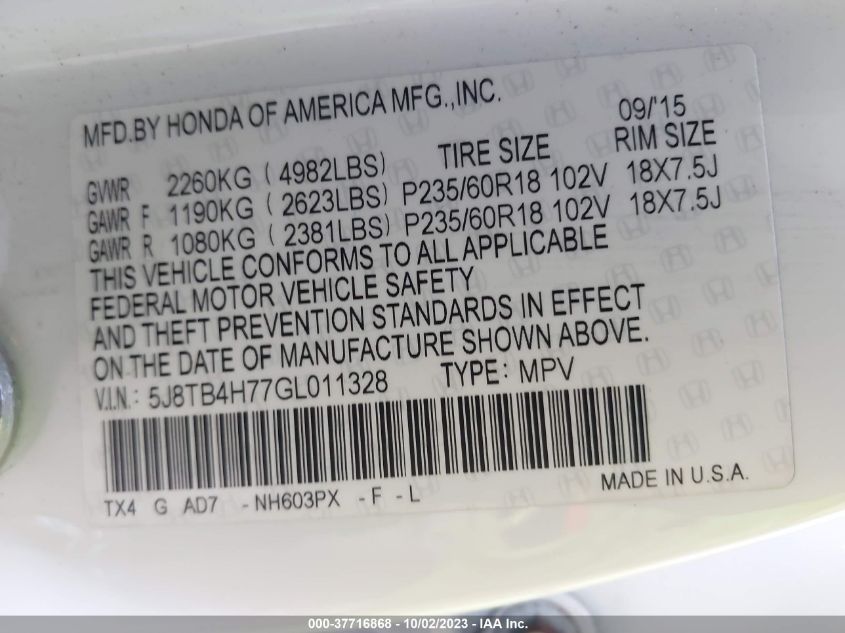 MFD.BY HONDA OF AMERICA MFG.,INC. 09/'15
TIRE SIZE RIM SIZE
GVWR 2260KG ( 4982LBS)
GAWR F 1190KG ( 2623LBS) P235/60R18 102V 18X7.5J
GAWR R 1080KG ( 2381LBS) P235/60R18 102V 18X7.5J
THIS VEHICLE CONFORMS TO ALL APPLICABLE
FEDERAL MOTOR VEHICLE SAFETY
AND THEFT PREVENTION STANDARDS IN EFFECT
ON THE DATE OF MANUFACTURE SHOWN ABOVE.
V.I.N.: 5J8TB4H77GL011328 TYPE: MPV
TX4 G AD7 -NH603PX -F -L MADE IN U.S.A.
000-37716868 - 10/02/2023 - IAA Inc.